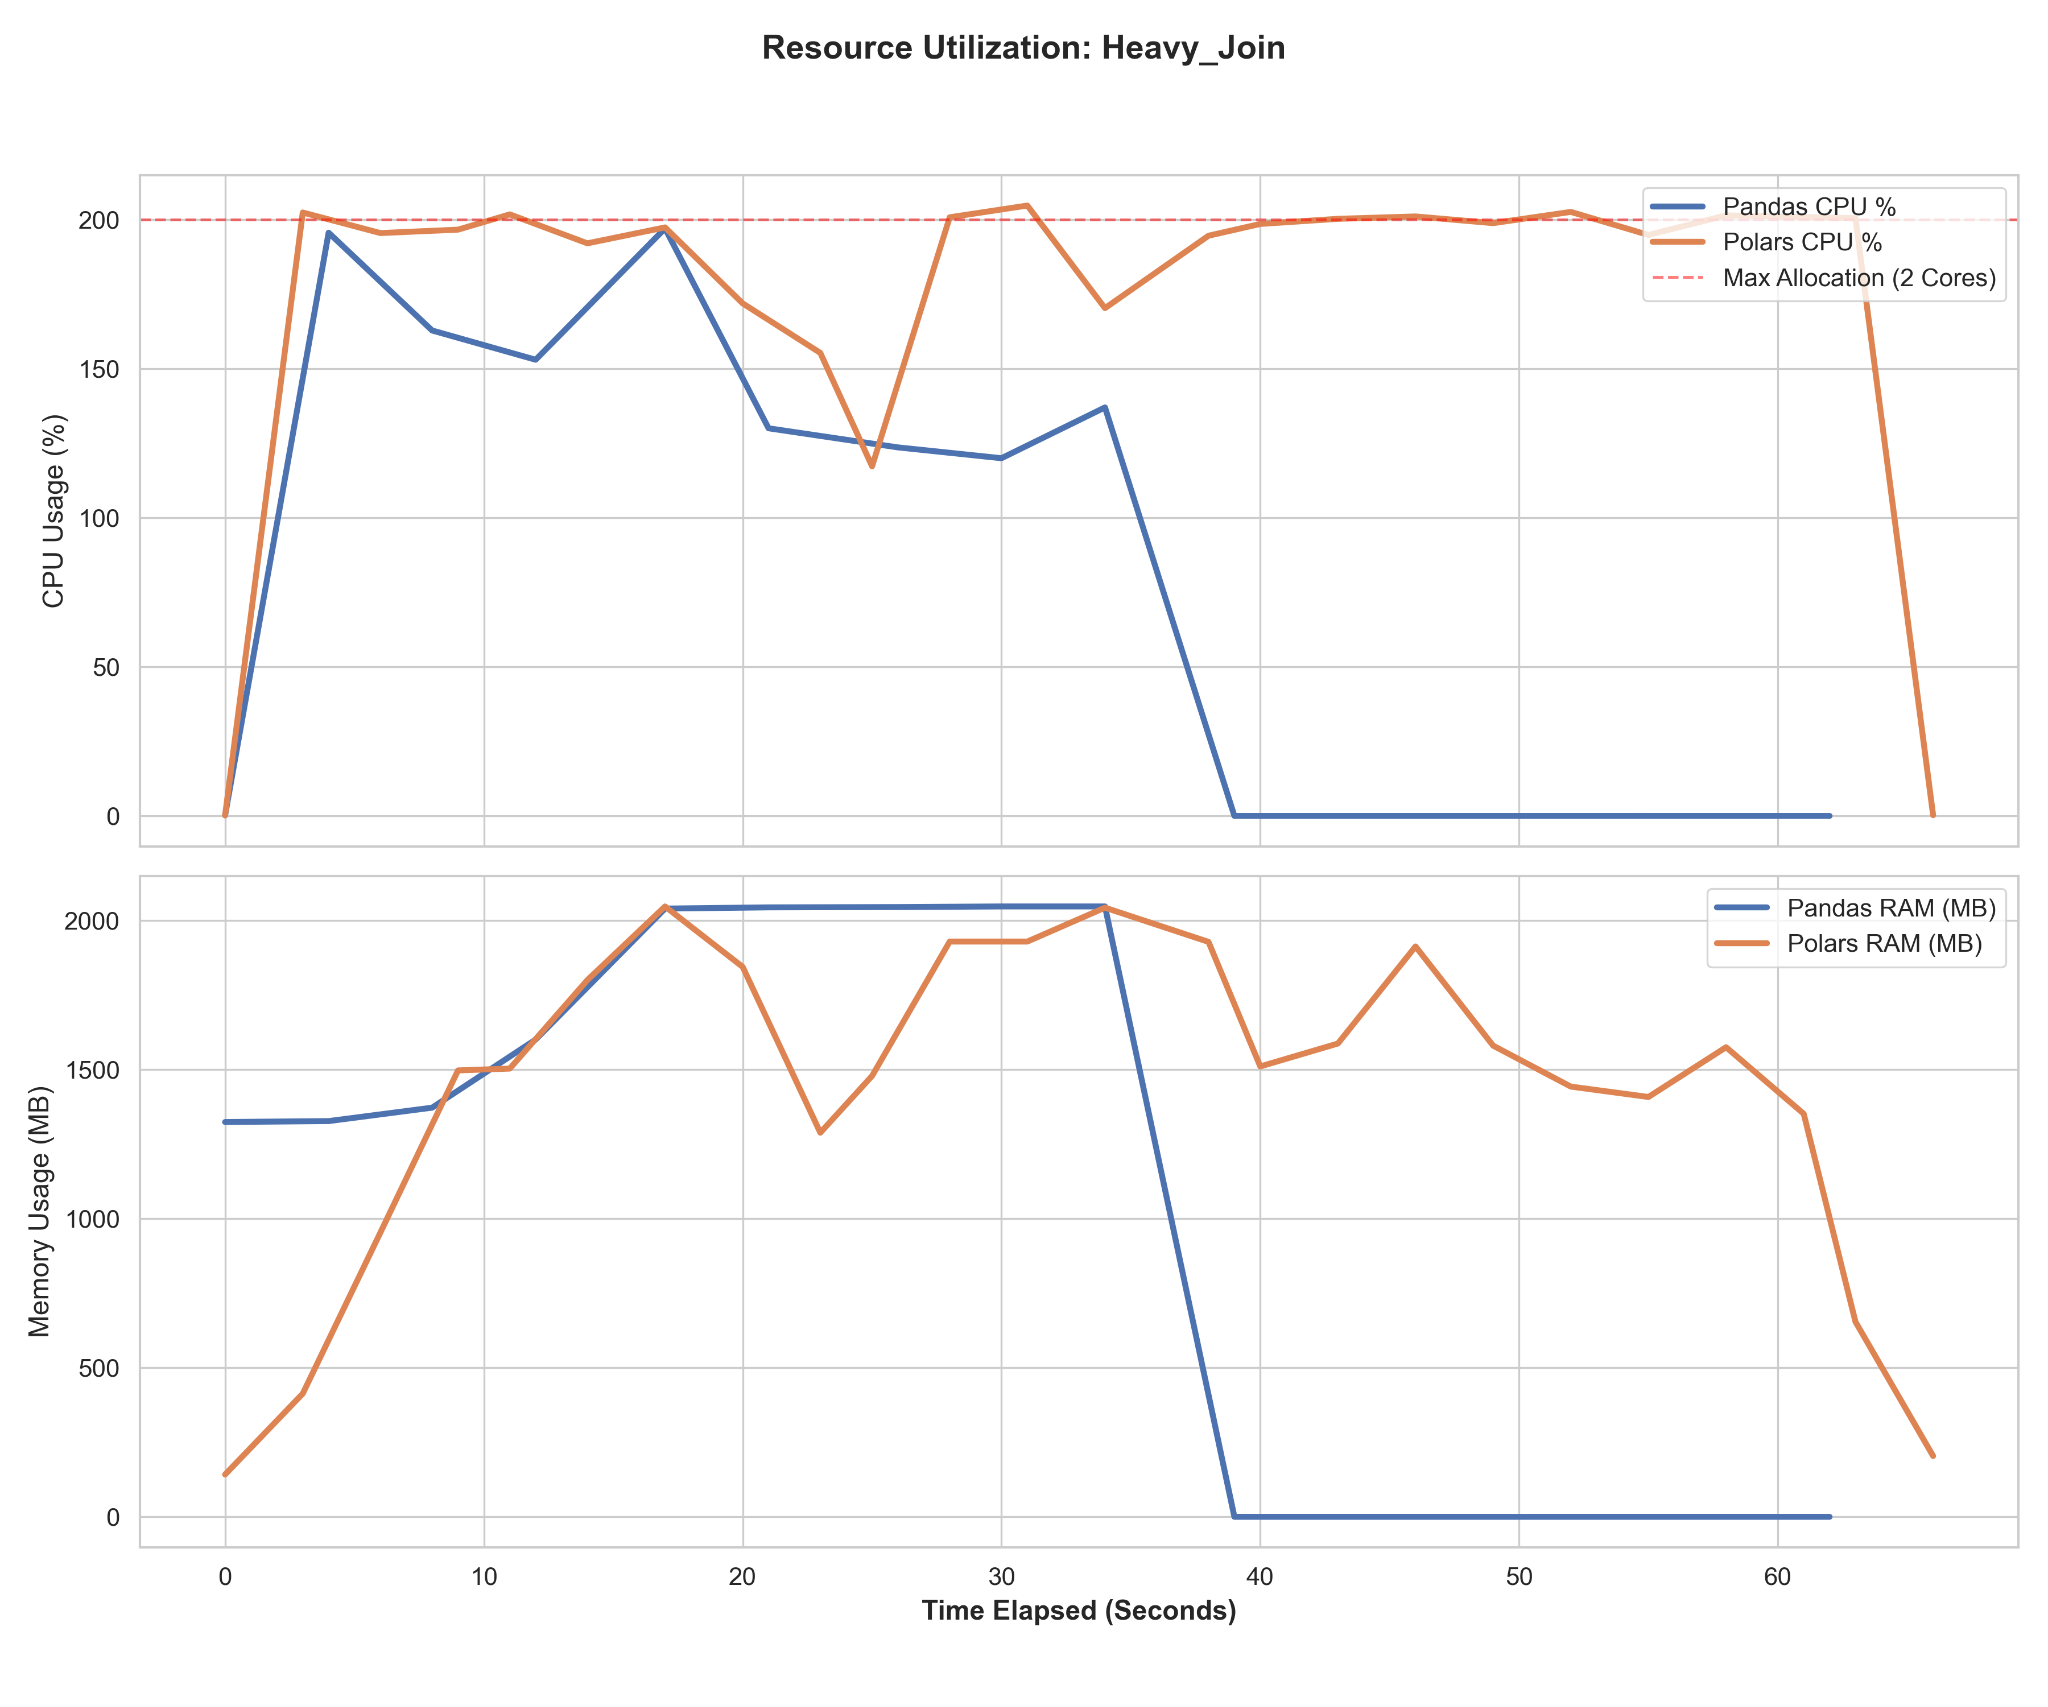 Resource Utilization: Heavy_Join
200
150
100
50
0
CPU Usage (%)
Pandas CPU %
Polars CPU %
Max Allocation (2 Cores)
2000
1500
1000
500
0
Memory Usage (MB)
Pandas RAM (MB)
Polars RAM (MB)
0 10 20 30 40 50 60
Time Elapsed (Seconds)